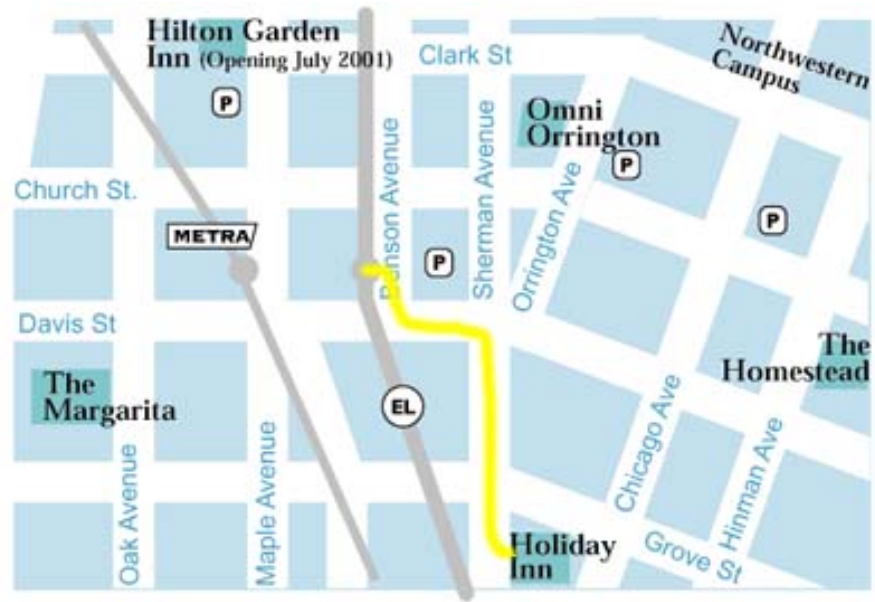 Hilton Garden
Inn (Opening July 2001)
Clark St
Northwestern
Campus
P
Omni
Orrington
P
Church St.
METRA
Benson Avenue
P
Sherman Avenue
Orrington Ave
P
Davis St
The
Margarita
EL
The
Homestead
Oak Avenue
Maple Avenue
Chicago Ave
Hinman Ave
Holiday
Inn
Grove St